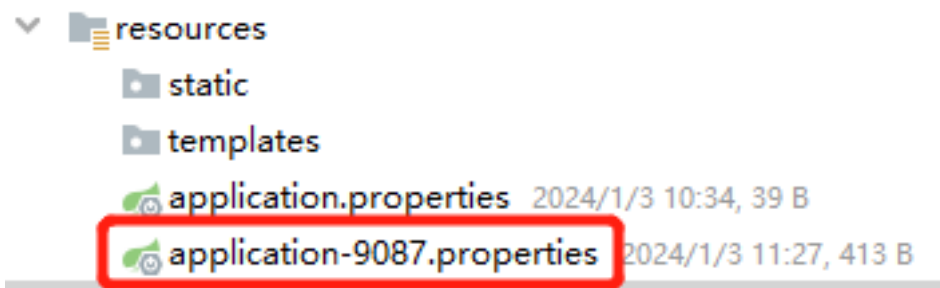 resources
static
templates
application.properties 2024/1/3 10:34, 39 B
application-9087.properties 2024/1/3 11:27, 413 B